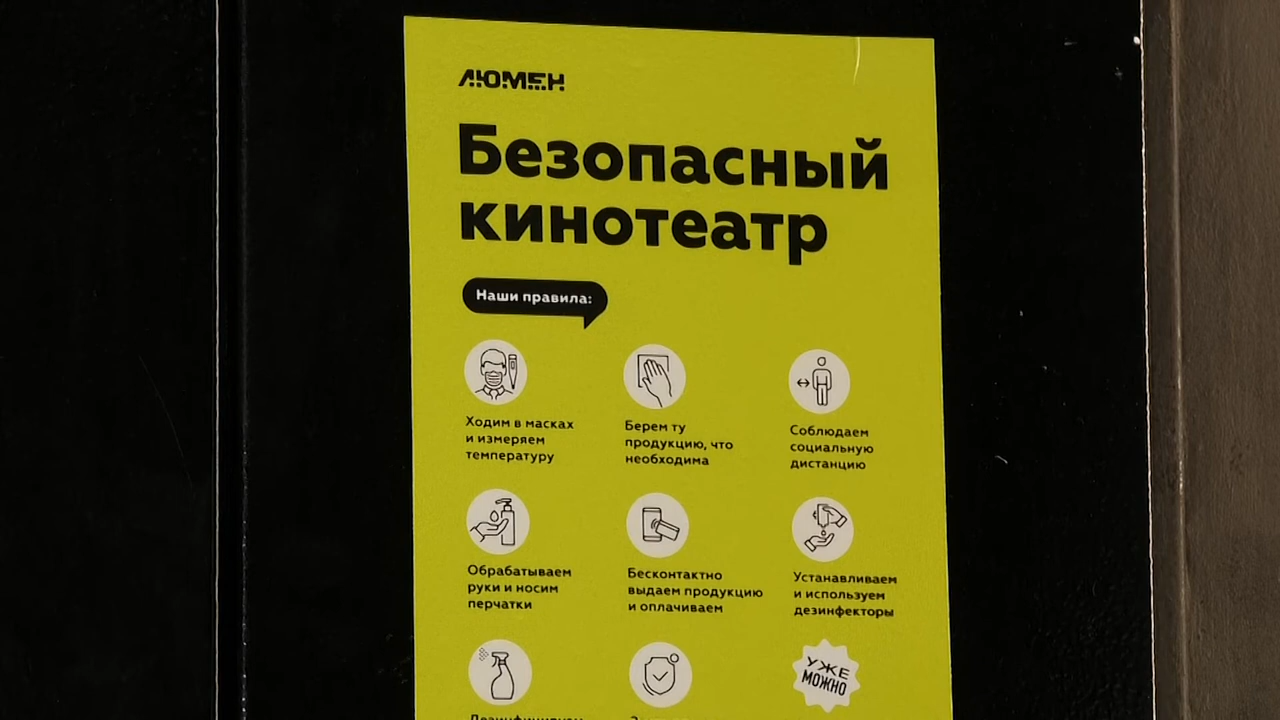 ЛЮМЕН
Безопасный
кинотеатр
Наши правила:
Ходим в масках
и измеряем
температуру
Берем ту
продукцию, что
необходима
Соблюдаем
социальную
дистанцию
Обрабатываем
руки и носим
перчатки
Бесконтактно
выдаем продукцию
и оплачиваем
Устанавливаем
и используем
дезинфекторы
УЖЕ
МОЖНО